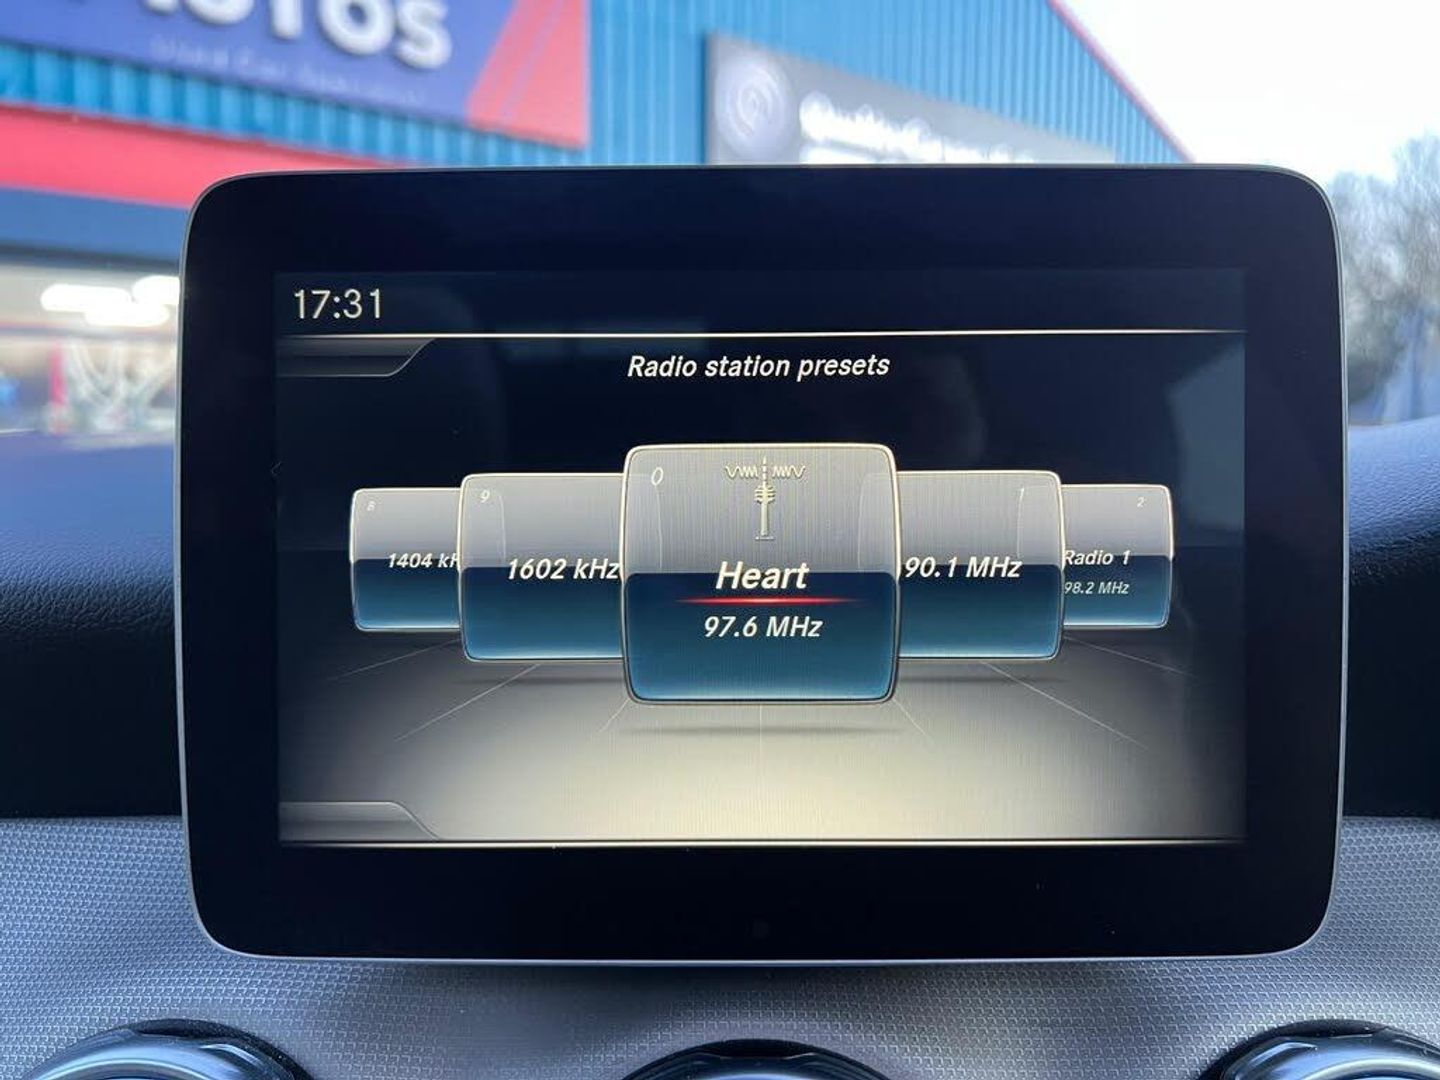 17:31
Radio station presets
8
1404 kH
9
1602 kHz
0
Heart
97.6 MHz
1
90.1 MHz
2
Radio 1
98.2 MHz